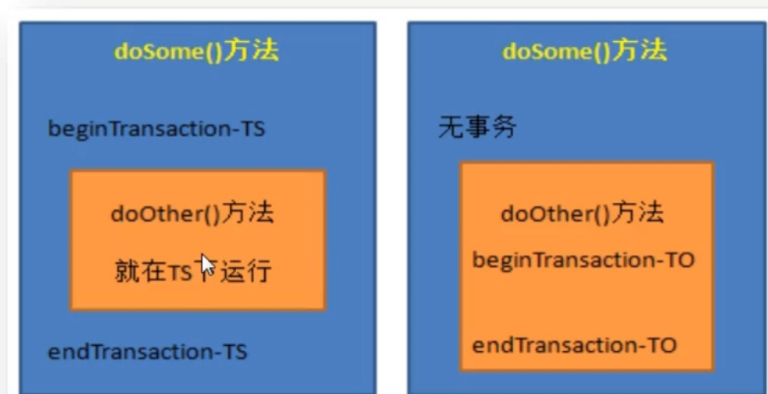 doSome()方法
beginTransaction-TS
doOther()方法
就在TS下运行
endTransaction-TS
doSome()方法
无事务
doOther()方法
beginTransaction-TO
endTransaction-TO